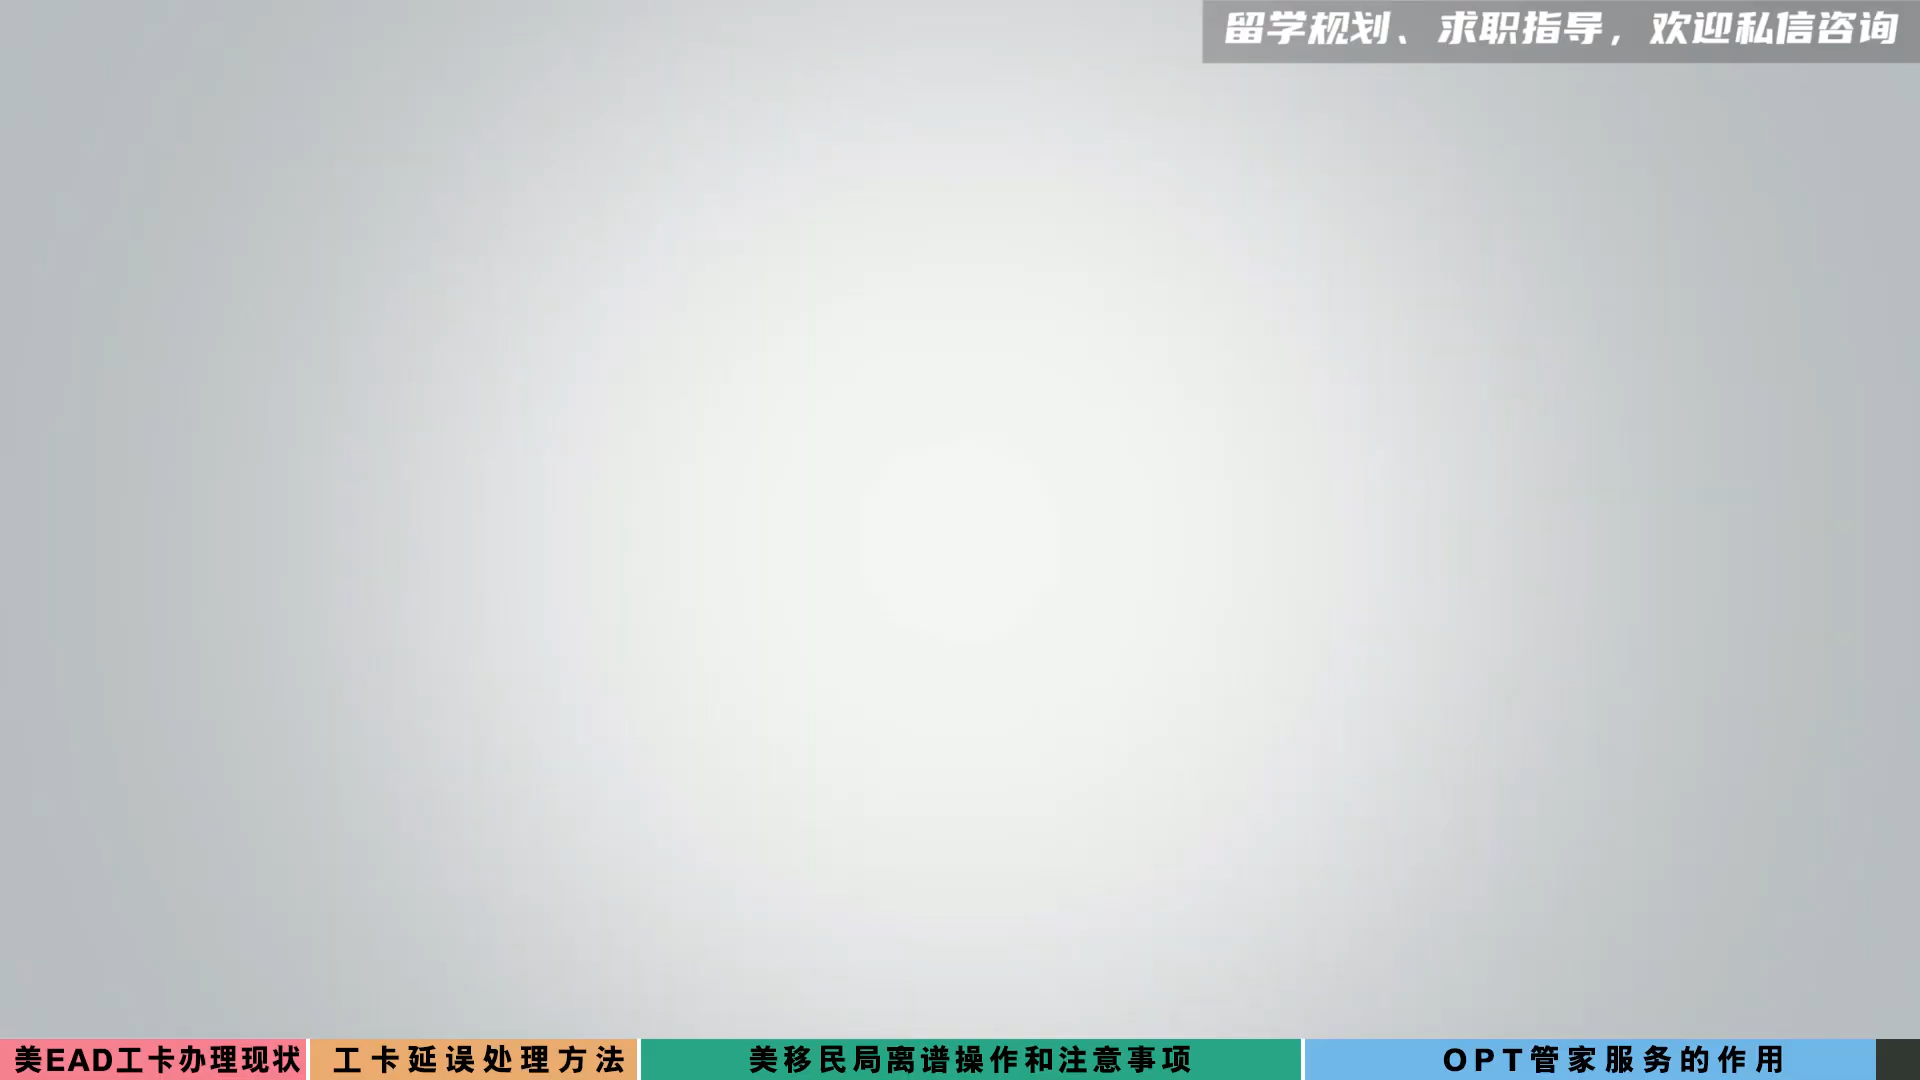 留学规划、求职指导，欢迎私信咨询
美EAD工卡办理现状
工卡延误处理方法
美移民局离谱操作和注意事项
OPT管家服务的作用